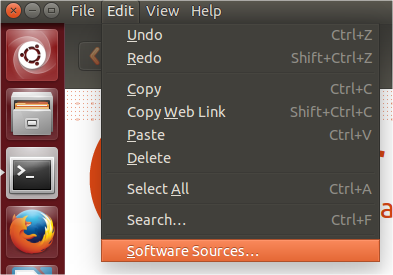 File Edit View Help
Undo Ctrl+Z
Redo Shift+Ctrl+Z
Copy Ctrl+C
Copy Web Link Shift+Ctrl+C
Paste Ctrl+V
Delete
Select All Ctrl+A
Search... Ctrl+F
Software Sources...